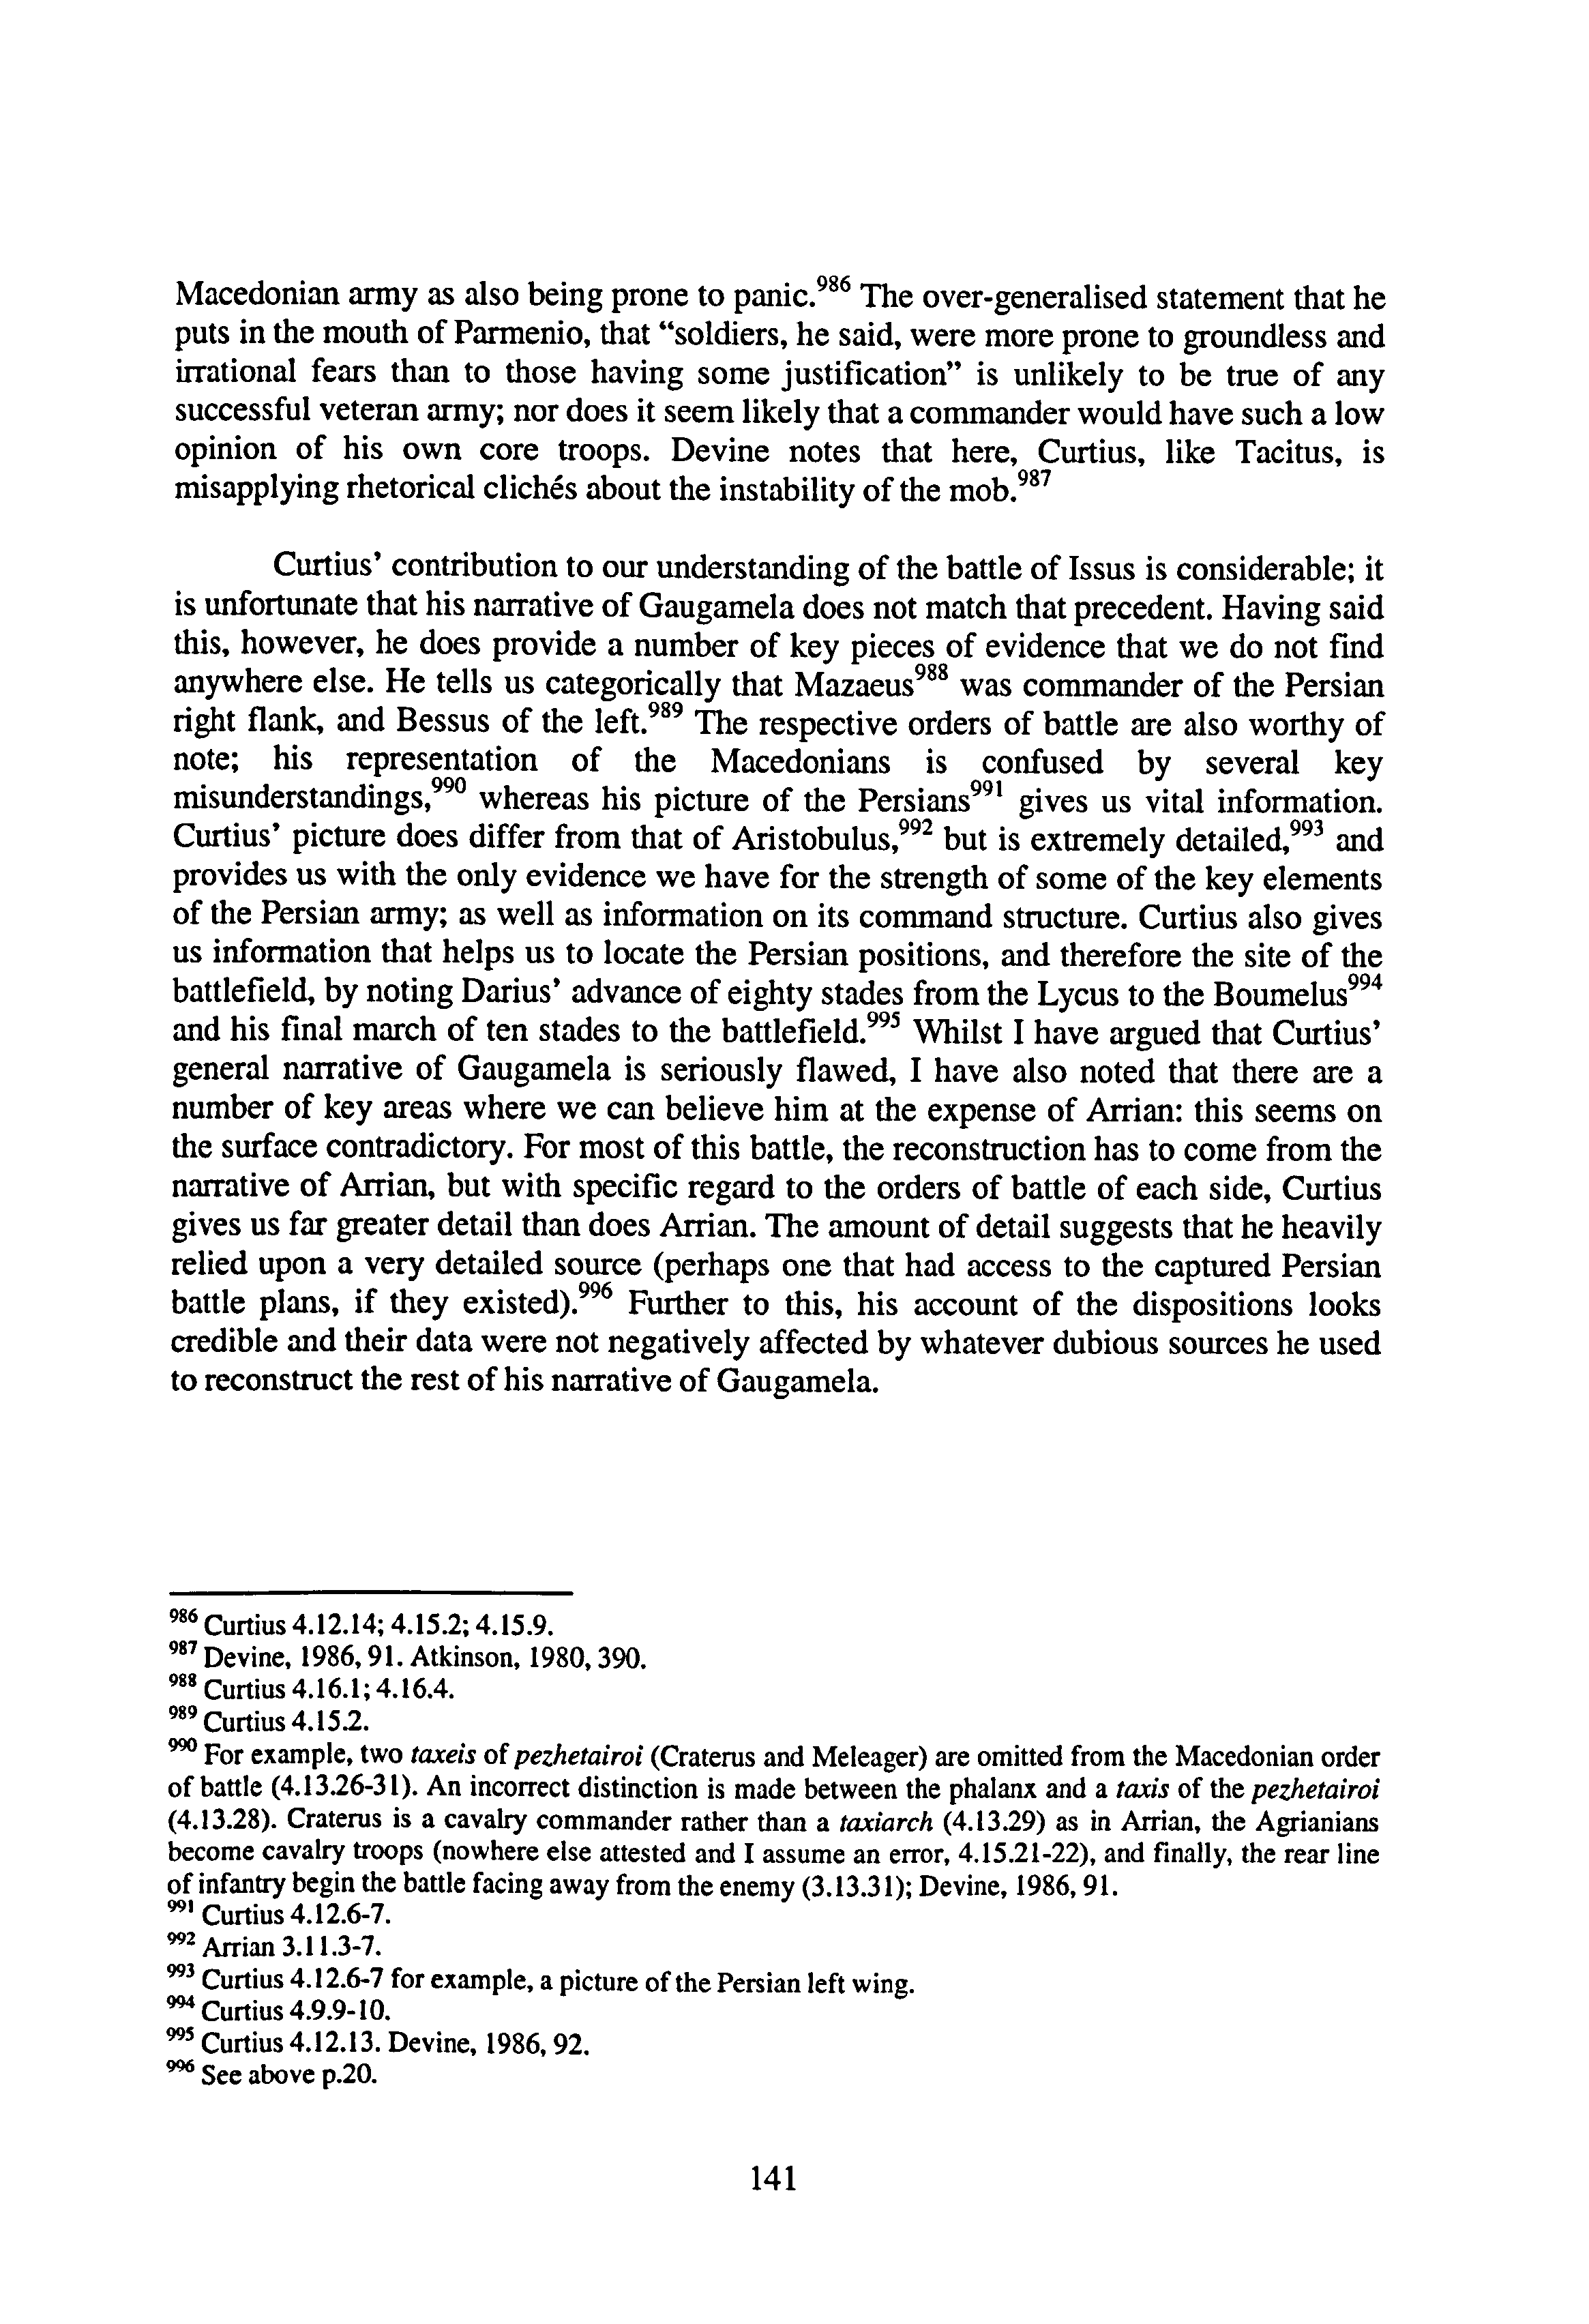 Macedonian army as also being prone to panic.⁹⁸⁶ The over-generalised statement that he
puts in the mouth of Parmenio, that “soldiers, he said, were more prone to groundless and
irrational fears than to those having some justification” is unlikely to be true of any
successful veteran army; nor does it seem likely that a commander would have such a low
opinion of his own core troops. Devine notes that here, Curtius, like Tacitus, is
misapplying rhetorical clichés about the instability of the mob.⁹⁸⁷
Curtius’ contribution to our understanding of the battle of Issus is considerable; it
is unfortunate that his narrative of Gaugamela does not match that precedent. Having said
this, however, he does provide a number of key pieces of evidence that we do not find
anywhere else. He tells us categorically that Mazaeus⁹⁸⁸ was commander of the Persian
right flank, and Bessus of the left.⁹⁸⁹ The respective orders of battle are also worthy of
note; his representation of the Macedonians is confused by several key
misunderstandings,⁹⁹⁰ whereas his picture of the Persians⁹⁹¹ gives us vital information.
Curtius’ picture does differ from that of Aristobulus,⁹⁹² but is extremely detailed,⁹⁹³ and
provides us with the only evidence we have for the strength of some of the key elements
of the Persian army; as well as information on its command structure. Curtius also gives
us information that helps us to locate the Persian positions, and therefore the site of the
battlefield, by noting Darius’ advance of eighty stades from the Lycus to the Boumelus⁹⁹⁴
and his final march of ten stades to the battlefield.⁹⁹⁵ Whilst I have argued that Curtius’
general narrative of Gaugamela is seriously flawed, I have also noted that there are a
number of key areas where we can believe him at the expense of Arrian: this seems on
the surface contradictory. For most of this battle, the reconstruction has to come from the
narrative of Arrian, but with specific regard to the orders of battle of each side, Curtius
gives us far greater detail than does Arrian. The amount of detail suggests that he heavily
relied upon a very detailed source (perhaps one that had access to the captured Persian
battle plans, if they existed).⁹⁹⁶ Further to this, his account of the dispositions looks
credible and their data were not negatively affected by whatever dubious sources he used
to reconstruct the rest of his narrative of Gaugamela.
⁹⁸⁶ Curtius 4.12.14; 4.15.2; 4.15.9.
⁹⁸⁷ Devine, 1986, 91. Atkinson, 1980, 390.
⁹⁸⁸ Curtius 4.16.1; 4.16.4.
⁹⁸⁹ Curtius 4.15.2.
⁹⁹⁰ For example, two taxeis of pezhetairoi (Craterus and Meleager) are omitted from the Macedonian order
of battle (4.13.26-31). An incorrect distinction is made between the phalanx and a taxis of the pezhetairoi
(4.13.28). Craterus is a cavalry commander rather than a taxiarch (4.13.29) as in Arrian, the Agrianians
become cavalry troops (nowhere else attested and I assume an error, 4.15.21-22), and finally, the rear line
of infantry begin the battle facing away from the enemy (3.13.31); Devine, 1986, 91.
⁹⁹¹ Curtius 4.12.6-7.
⁹⁹² Arrian 3.11.3-7.
⁹⁹³ Curtius 4.12.6-7 for example, a picture of the Persian left wing.
⁹⁹⁴ Curtius 4.9.9-10.
⁹⁹⁵ Curtius 4.12.13. Devine, 1986, 92.
⁹⁹⁶ See above p.20.
141